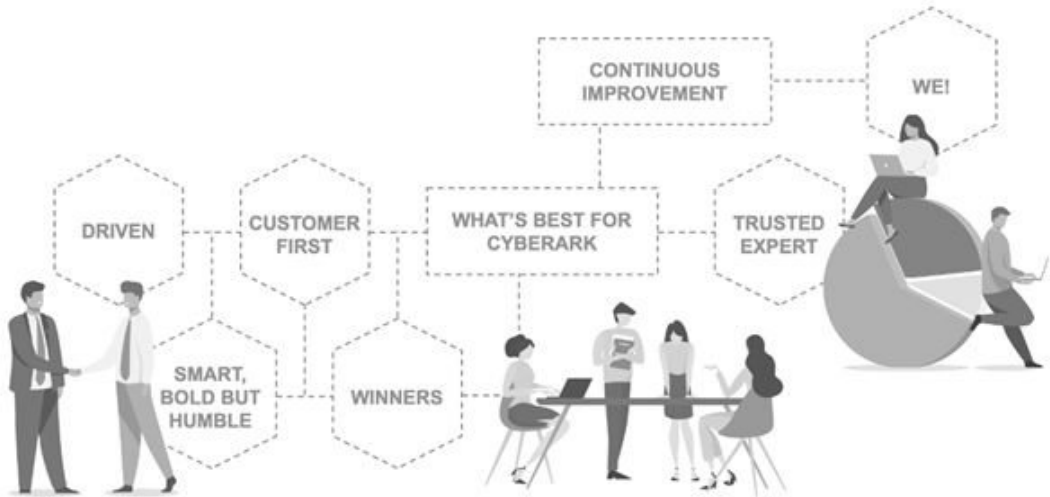 CONTINUOUS
IMPROVEMENT
WE!
DRIVEN
CUSTOMER
FIRST
WHAT'S BEST FOR
CYBERARK
TRUSTED
EXPERT
SMART,
BOLD BUT
HUMBLE
WINNERS